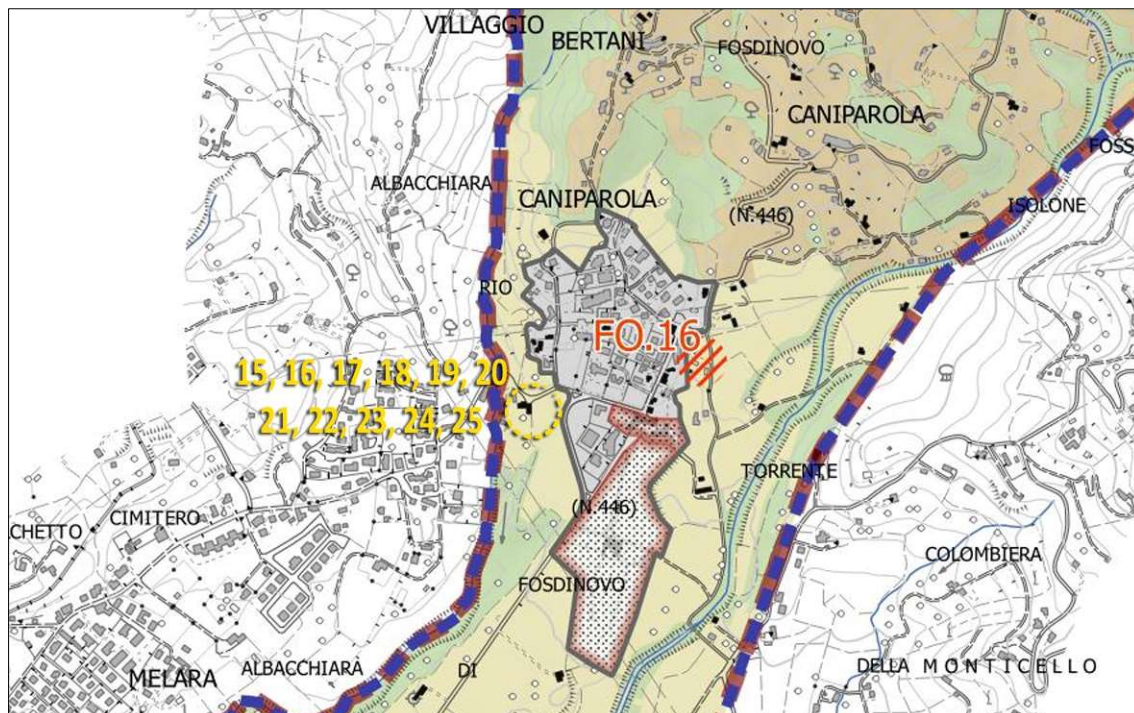 VILLAGGIO
BERTANI
FOSDINOVO
CANIPAROLA
FOSS
ALBACCHIARA
CANIPAROLA
(N.446)
ISOLONE
RIO
FO.16
15, 16, 17, 18, 19, 20
21, 22, 23, 24, 25
TORRENTE
(N.446)
CHETTO
CIMITERO
COLOMBIERA
FOSDINOVO
MELARA
ALBACCHIARÀ
DI
DELLA MONTICELLO